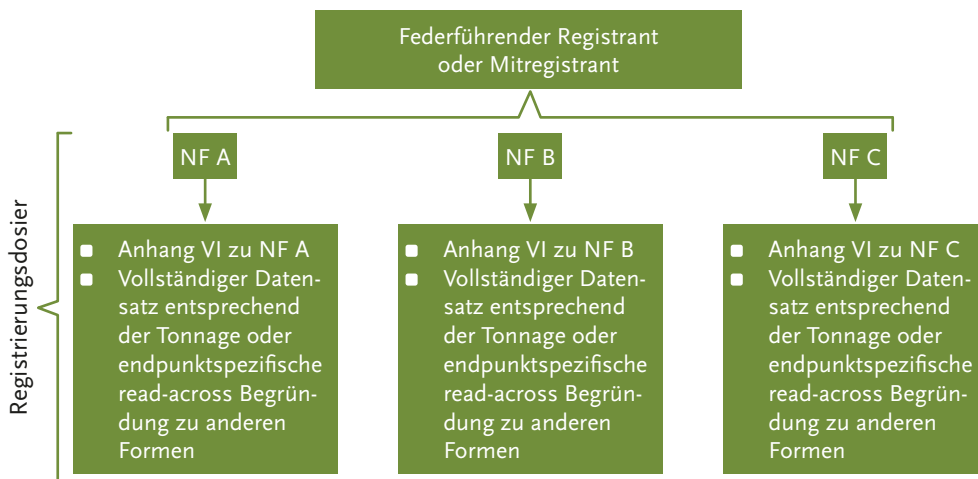 Federführender Registrant
oder Mitregistrant
Registrierungsdossier
NF A
NF B
NF C
Anhang VI zu NF A
Vollständiger Daten-
satz entsprechend
der Tonnage oder
endpunktspezifische
read-across Begrün-
dung zu anderen
Formen
Anhang VI zu NF B
Vollständiger Daten-
satz entsprechend
der Tonnage oder
endpunktspezifische
read-across Begrün-
dung zu anderen
Formen
Anhang VI zu NF C
Vollständiger Daten-
satz entsprechend
der Tonnage oder
endpunktspezifische
read-across Begrün-
dung zu anderen
Formen